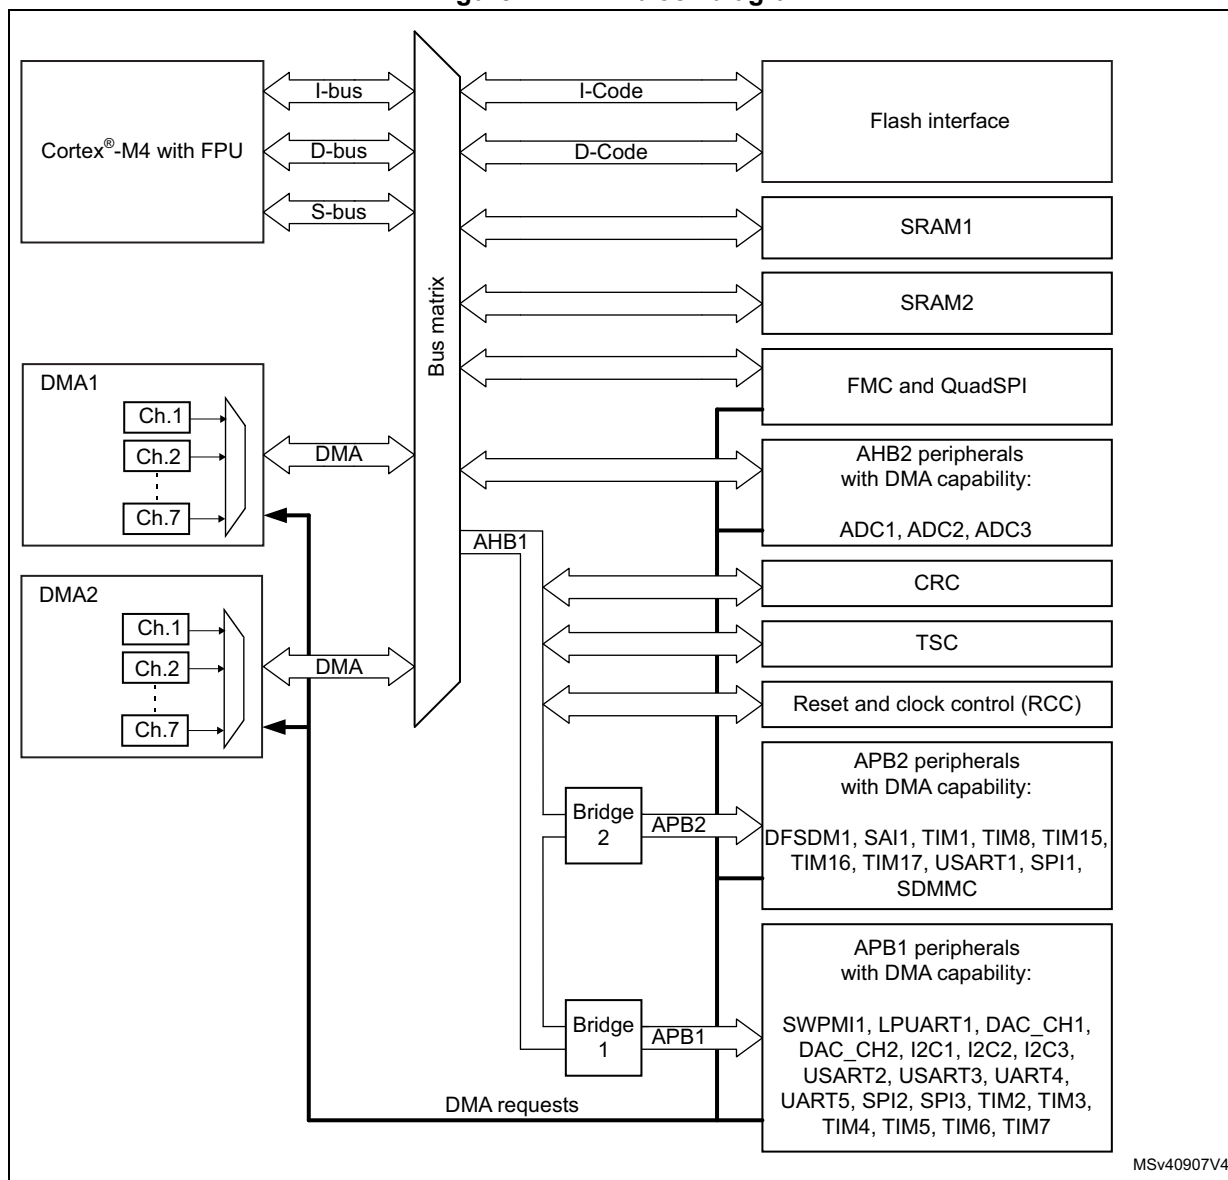 Cortex®-M4 with FPU
I-bus
D-bus
S-bus
Bus matrix
I-Code
D-Code
Flash interface
SRAM1
SRAM2
FMC and QuadSPI
DMA1
Ch.1
Ch.2
Ch.7
DMA
AHB2 peripherals
with DMA capability:
ADC1, ADC2, ADC3
AHB1
DMA2
Ch.1
Ch.2
Ch.7
DMA
CRC
TSC
Reset and clock control (RCC)
Bridge
2
APB2
APB2 peripherals
with DMA capability:
DFSDM1, SAI1, TIM1, TIM8, TIM15,
TIM16, TIM17, USART1, SPI1,
SDMMC
Bridge
1
APB1
APB1 peripherals
with DMA capability:
SWPMI1, LPUART1, DAC_CH1,
DAC_CH2, I2C1, I2C2, I2C3,
USART2, USART3, UART4,
UART5, SPI2, SPI3, TIM2, TIM3,
TIM4, TIM5, TIM6, TIM7
DMA requests
MSv40907V4